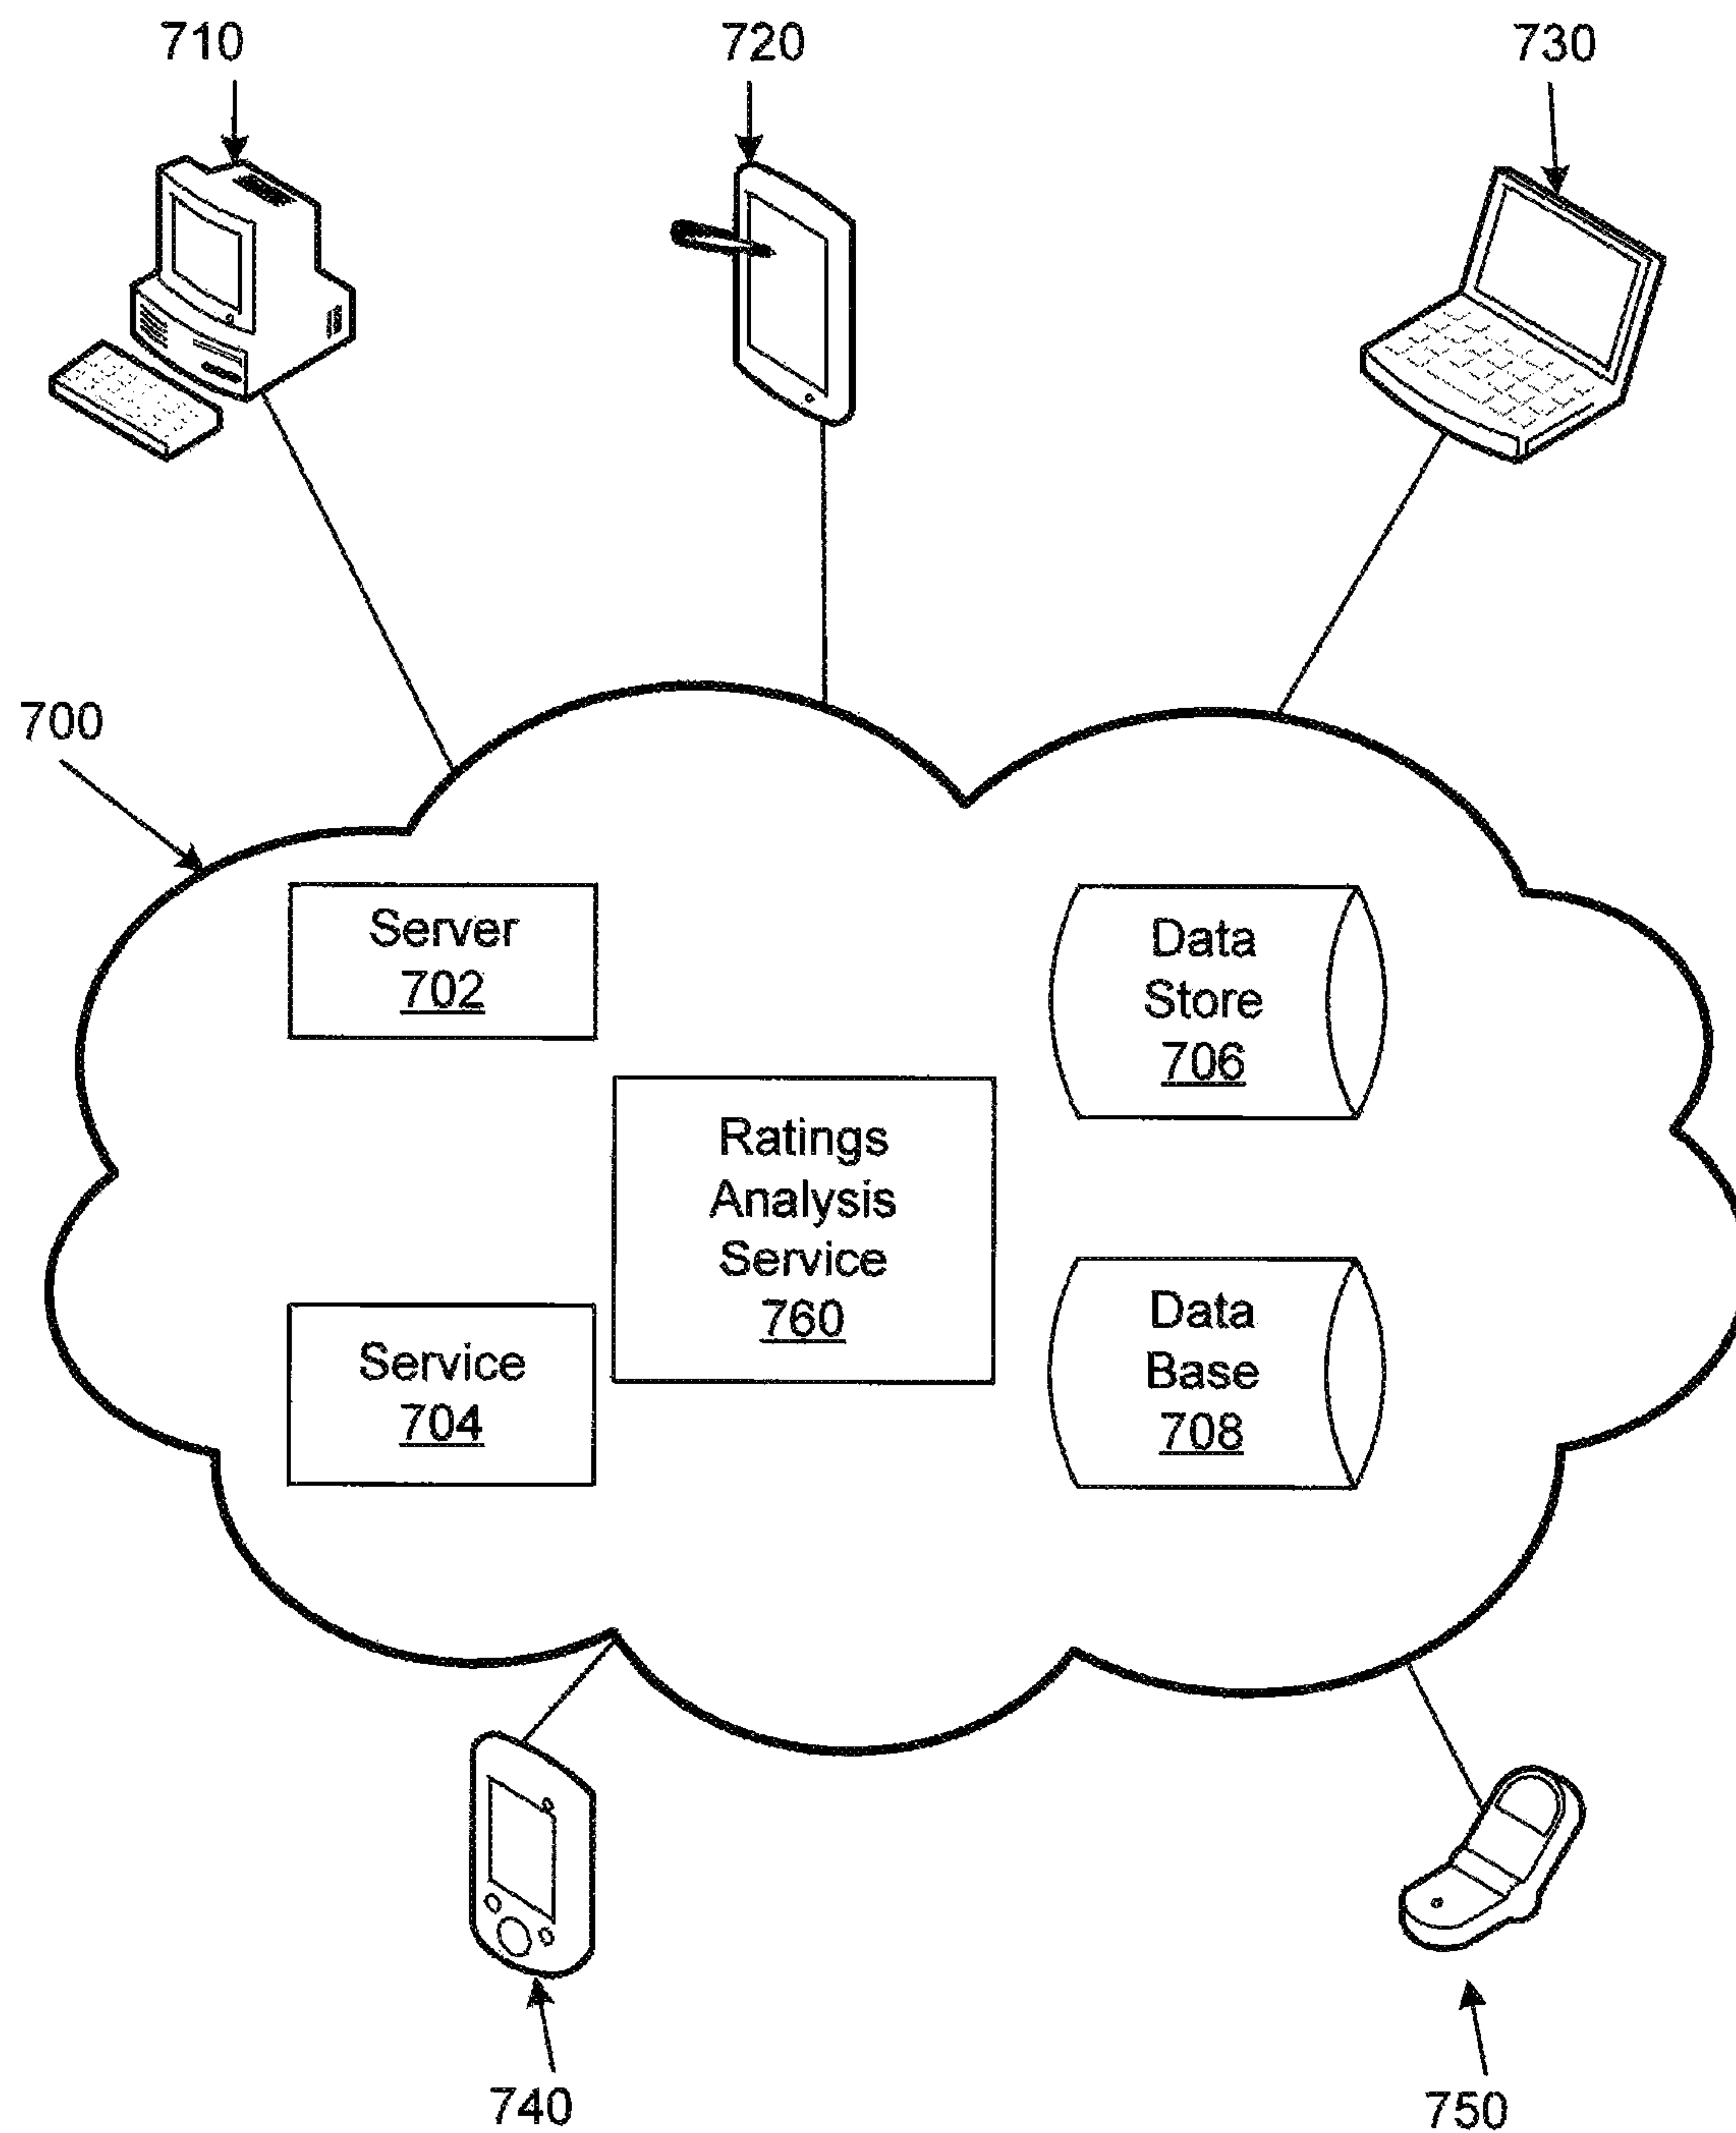 710
720
730
700
Server
702
Data
Store
706
Ratings
Analysis
Service
760
Service
704
Data
Base
708
740
750